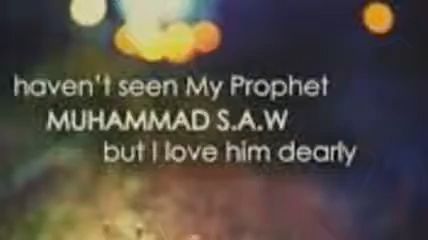 haven't seen My Prophet
MUHAMMAD S.A.W
but I love him dearly